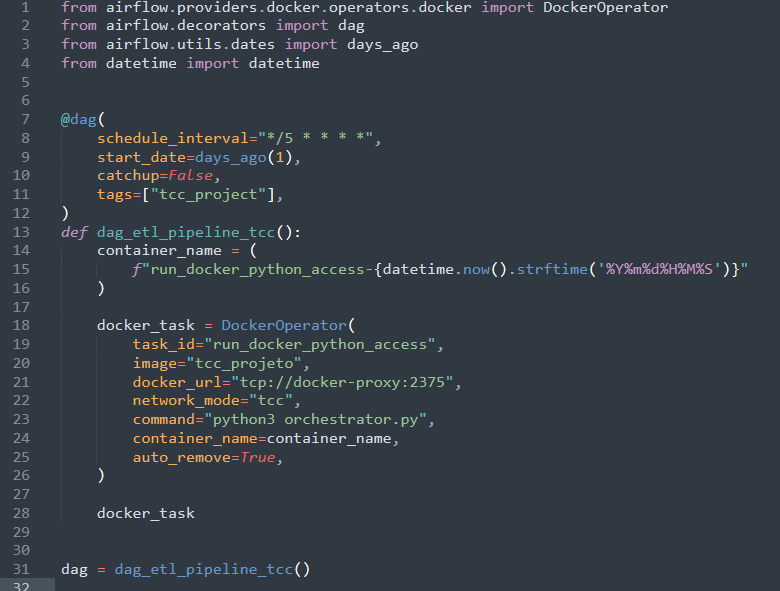 1 from airflow.providers.docker.operators.docker import DockerOperator
2 from airflow.decorators import dag
3 from airflow.utils.dates import days_ago
4 from datetime import datetime
5
6
7 @dag(
8     schedule_interval="*/5 * * * *",
9     start_date=days_ago(1),
10     catchup=False,
11     tags=["tcc_project"],
12 )
13 def dag_etl_pipeline_tcc():
14     container_name = (
15         f"run_docker_python_access-{datetime.now().strftime('%Y%m%d%H%M%S')}"
16     )
17
18     docker_task = DockerOperator(
19         task_id="run_docker_python_access",
20         image="tcc_projeto",
21         docker_url="tcp://docker-proxy:2375",
22         network_mode="tcc",
23         command="python3 orchestrator.py",
24         container_name=container_name,
25         auto_remove=True,
26     )
27
28     docker_task
29
30
31 dag = dag_etl_pipeline_tcc()
32